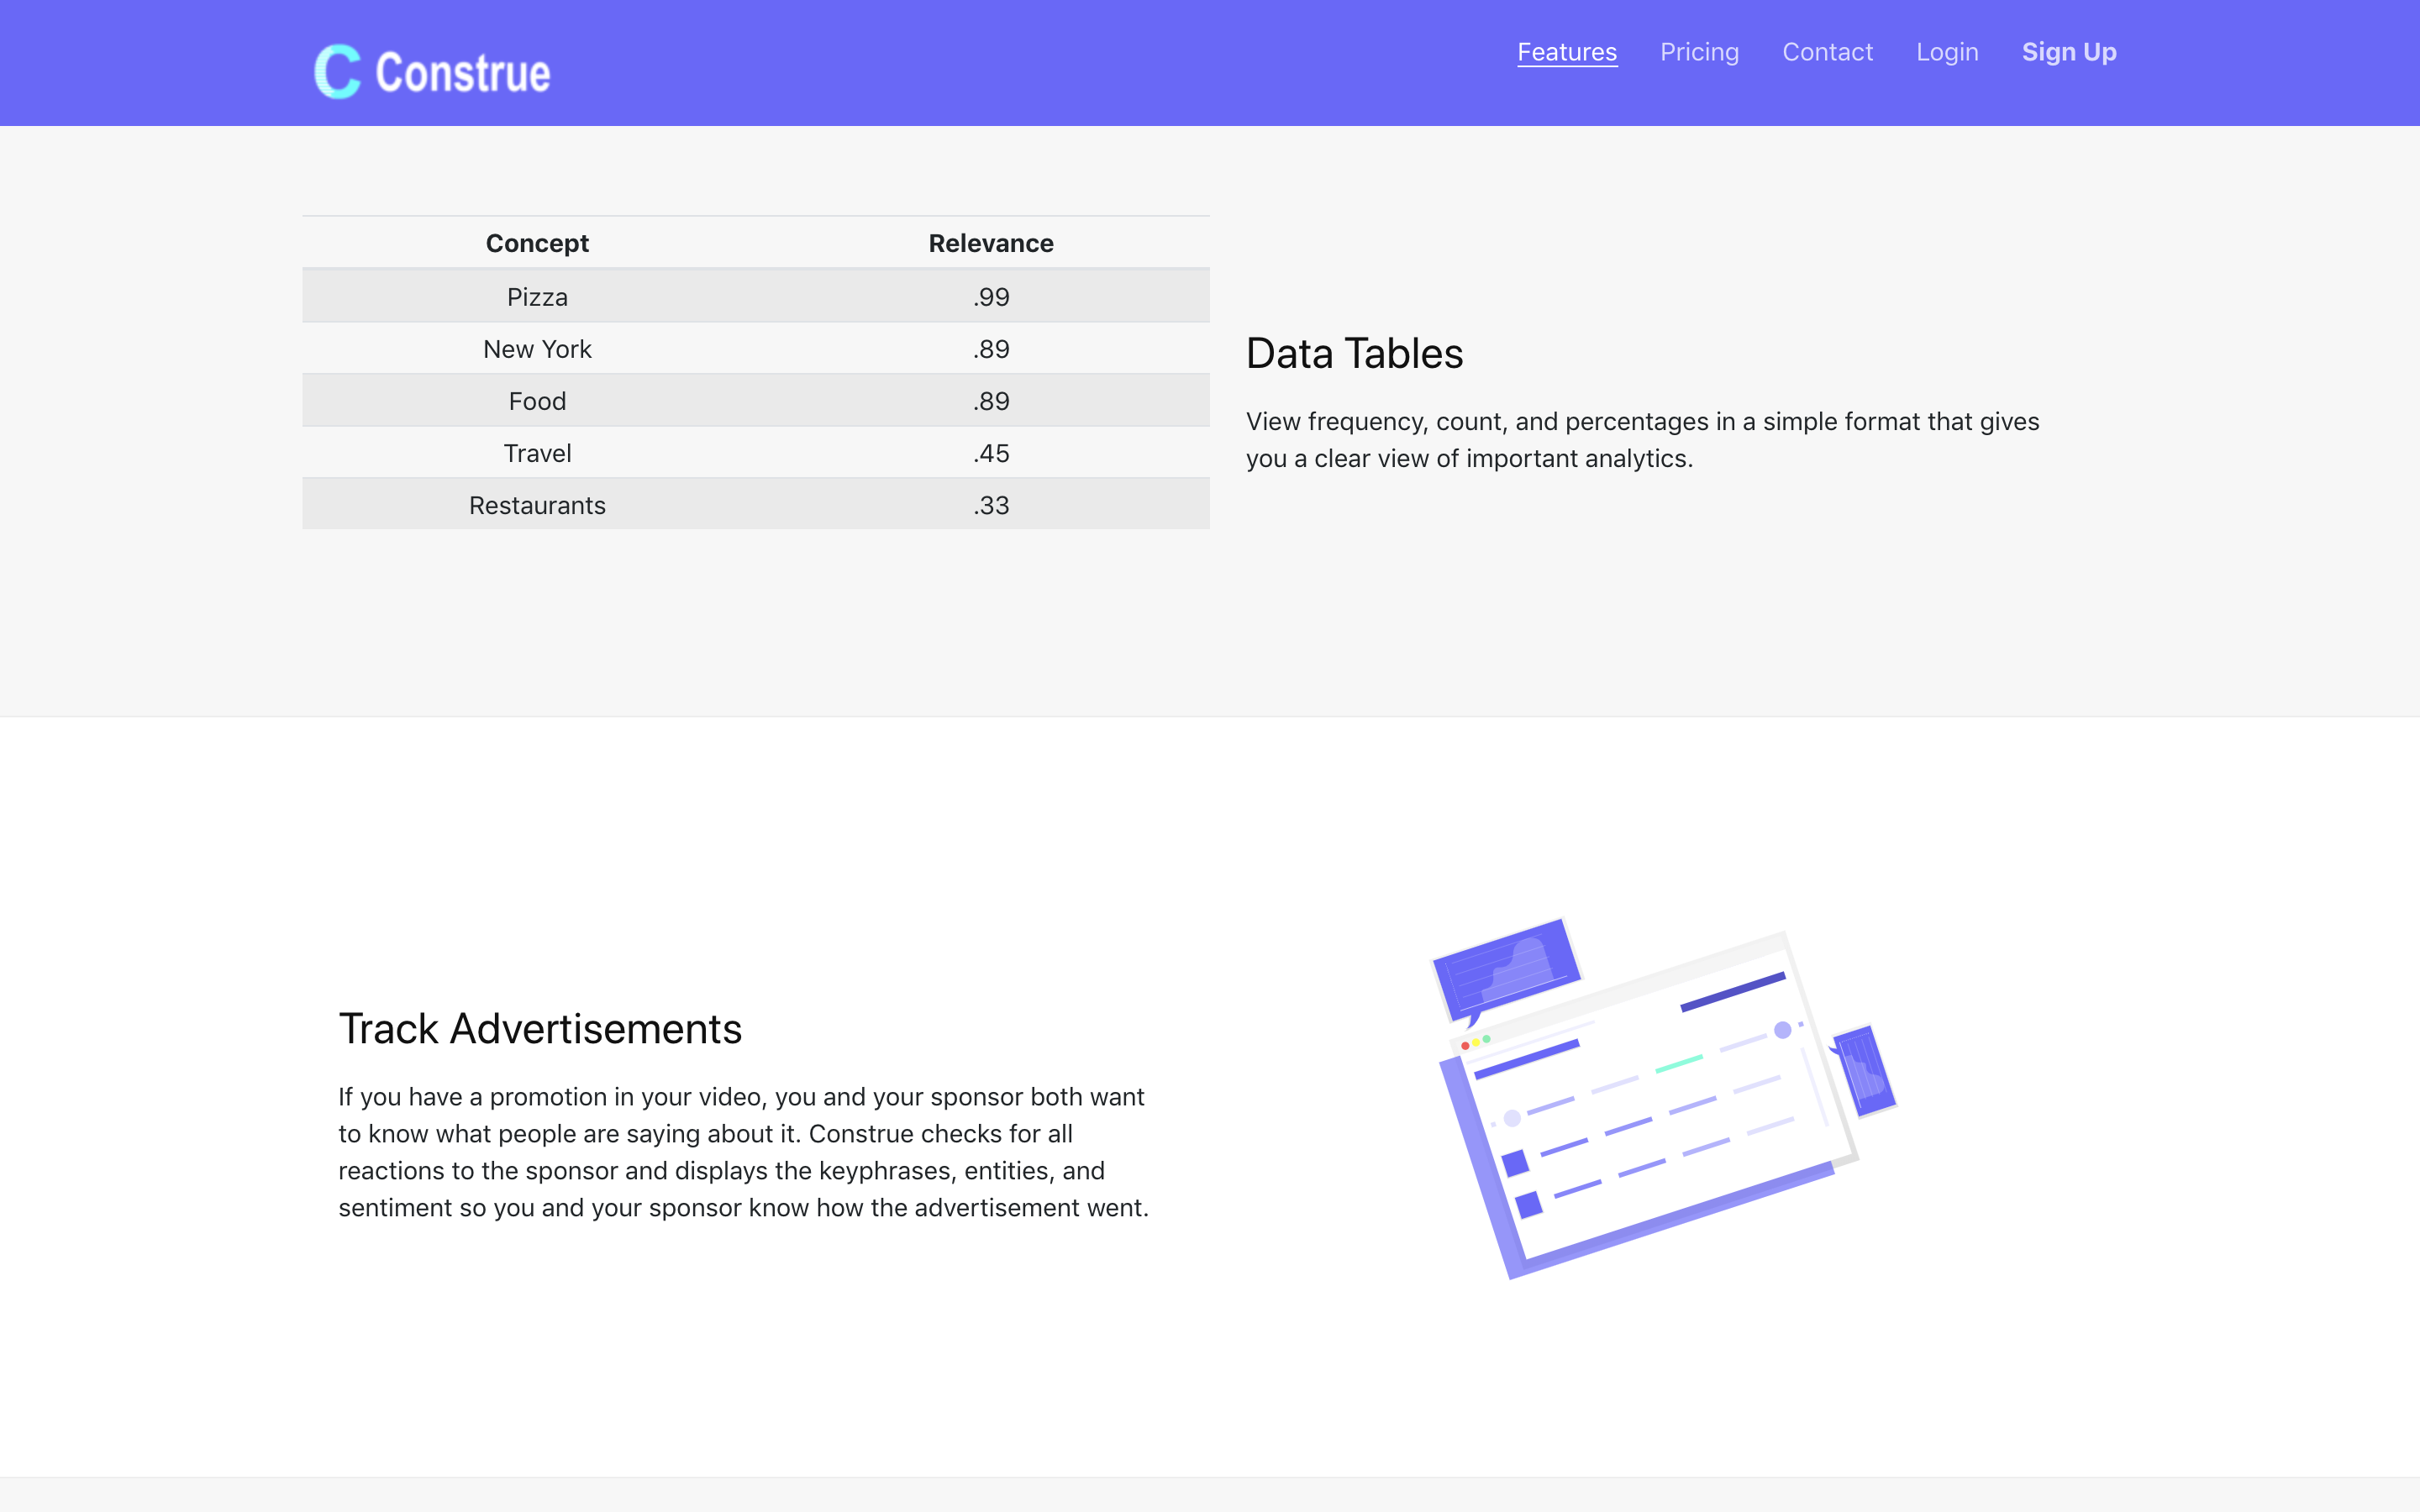 Construe
Features Pricing Contact Login Sign Up
Concept Relevance
Pizza .99
New York .89
Food .89
Travel .45
Restaurants .33
Data Tables
View frequency, count, and percentages in a simple format that gives
you a clear view of important analytics.
Track Advertisements
If you have a promotion in your video, you and your sponsor both want
to know what people are saying about it. Construe checks for all
reactions to the sponsor and displays the keyphrases, entities, and
sentiment so you and your sponsor know how the advertisement went.